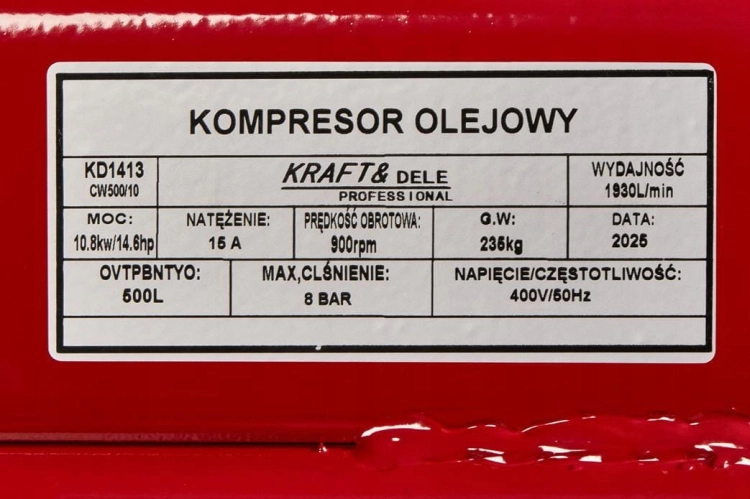 KOMPRESOR OLEJOWY
KD1413
CW500/10
KRAFT& DELE
PROFESSIONAL
WYDAJNOŚĆ
1930L/min
MOC:
10.8kw/14.6hp
NATĘŻENIE:
15 A
PRĘDKOŚĆ OBROTOWA:
900rpm
G.W:
235kg
DATA:
2025
OVTPBNTYO:
500L
MAX,CLŚNIENIE:
8 BAR
NAPIĘCIE/CZĘSTOTLIWOŚĆ:
400V/50Hz